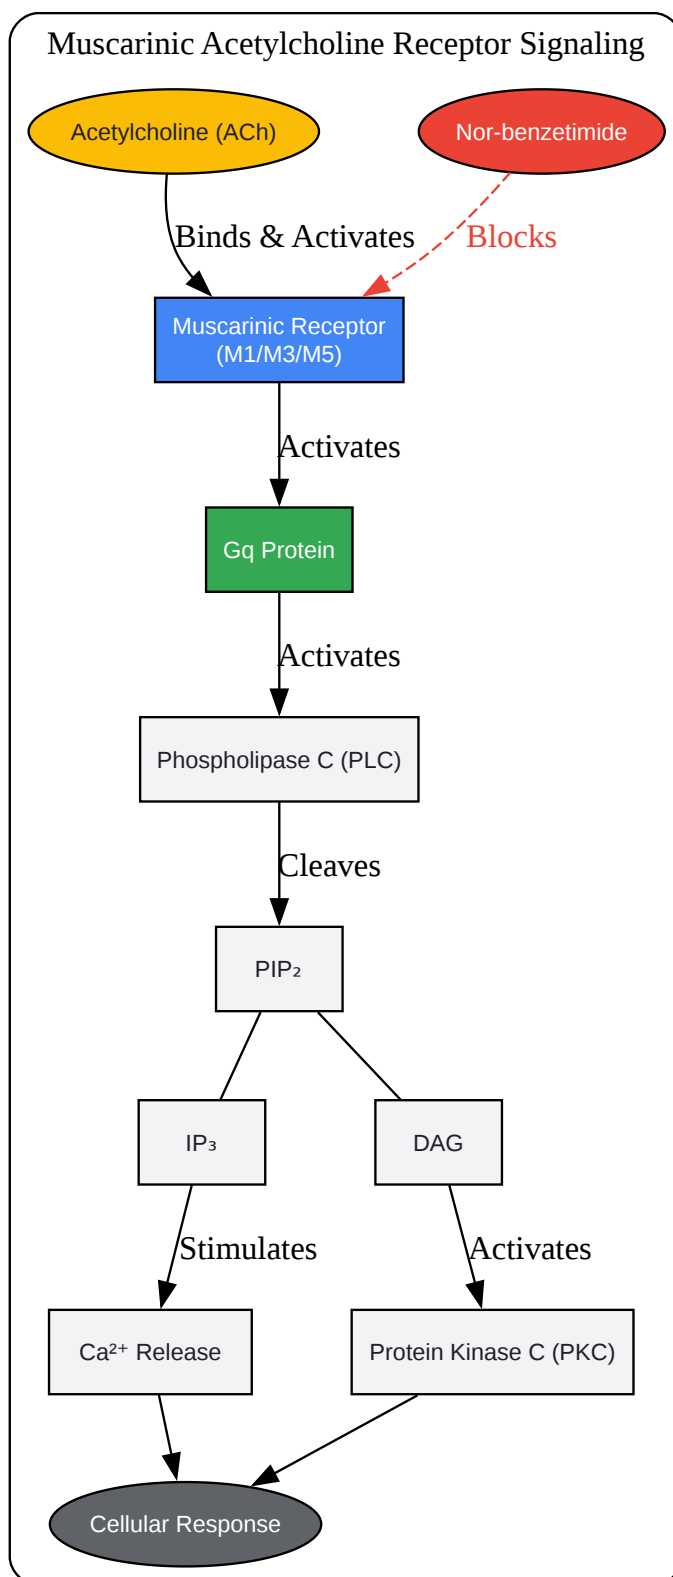 Muscarinic Acetylcholine Receptor Signaling
Acetylcholine (ACh)
Nor-benzetimide
Binds & Activates
Blocks
Muscarinic Receptor
(M1/M3/M5)
Activates
Gq Protein
Activates
Phospholipase C (PLC)
Cleaves
PIP₂
IP₃
DAG
Stimulates
Activates
Ca²⁺ Release
Protein Kinase C (PKC)
Cellular Response